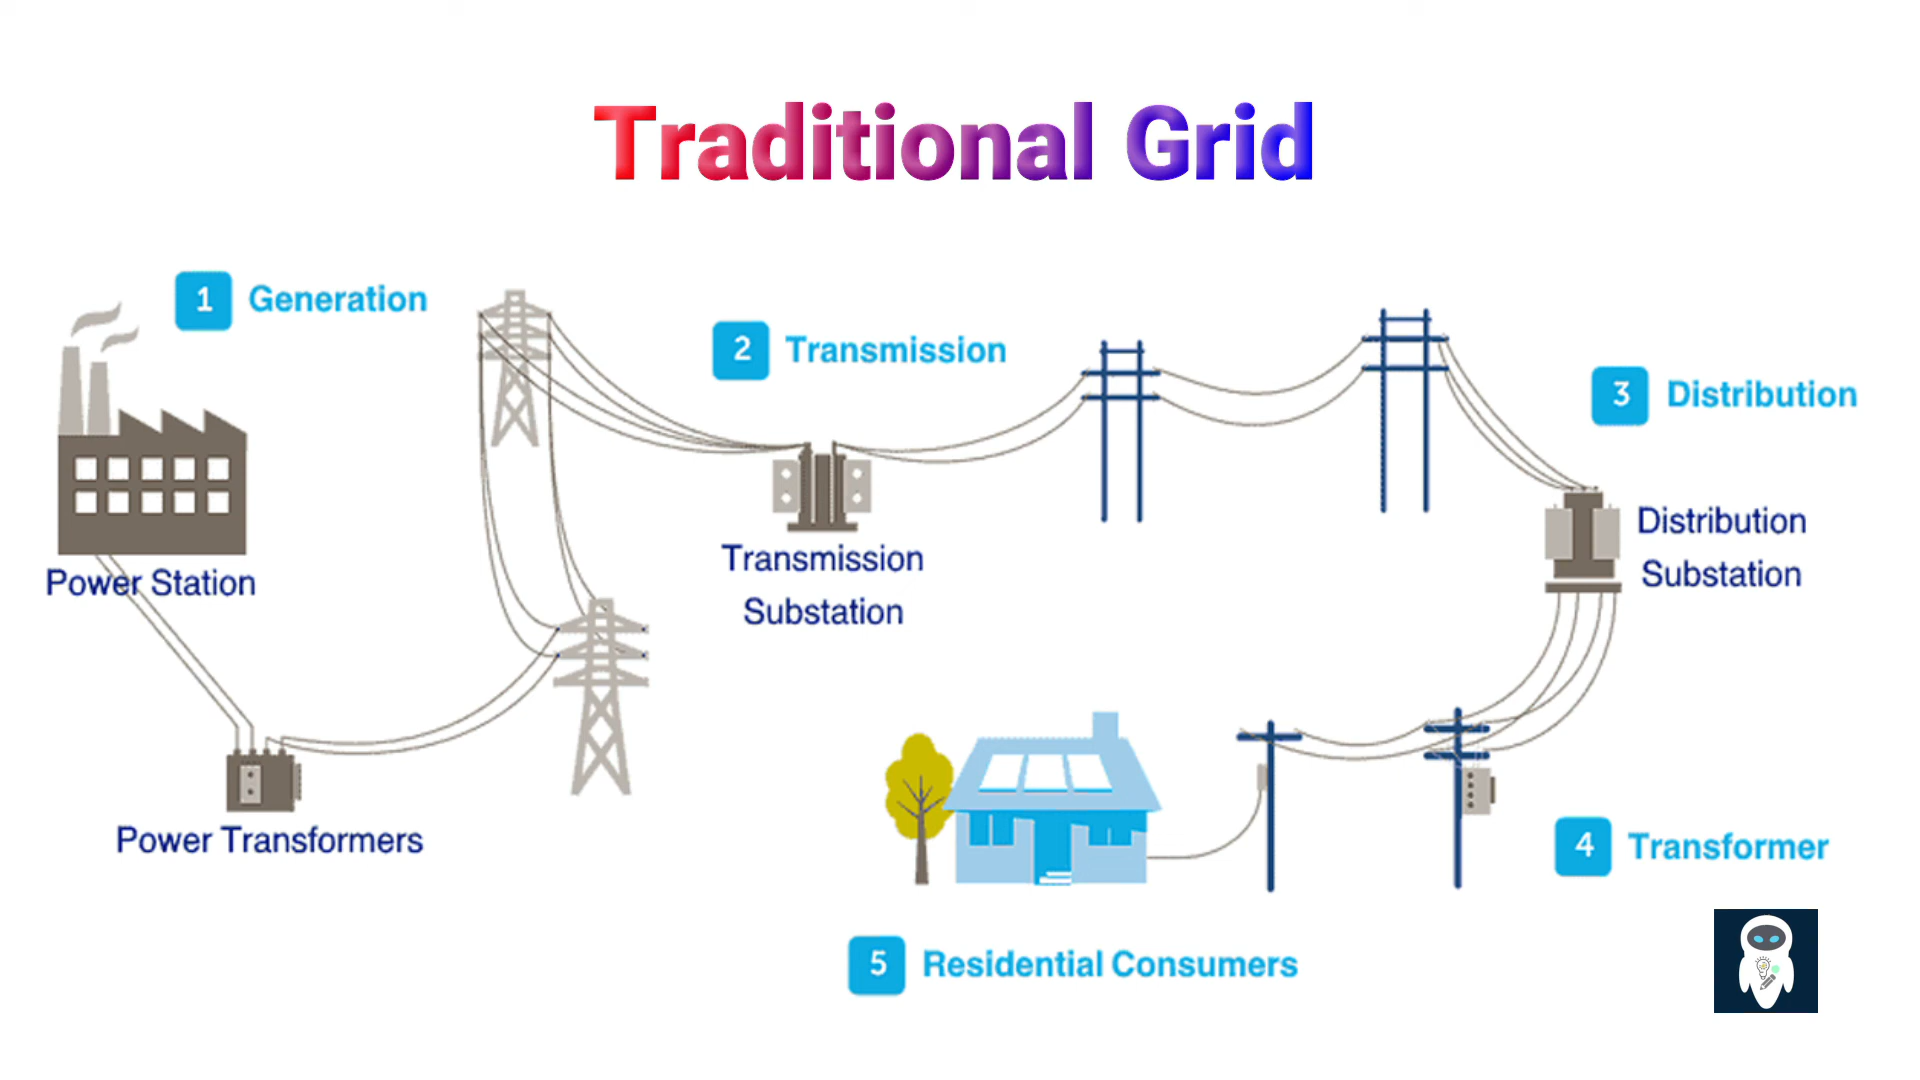 Traditional Grid
1 Generation
2 Transmission
3 Distribution
Power Station
Transmission
Substation
Distribution
Substation
Power Transformers
4 Transformer
5 Residential Consumers